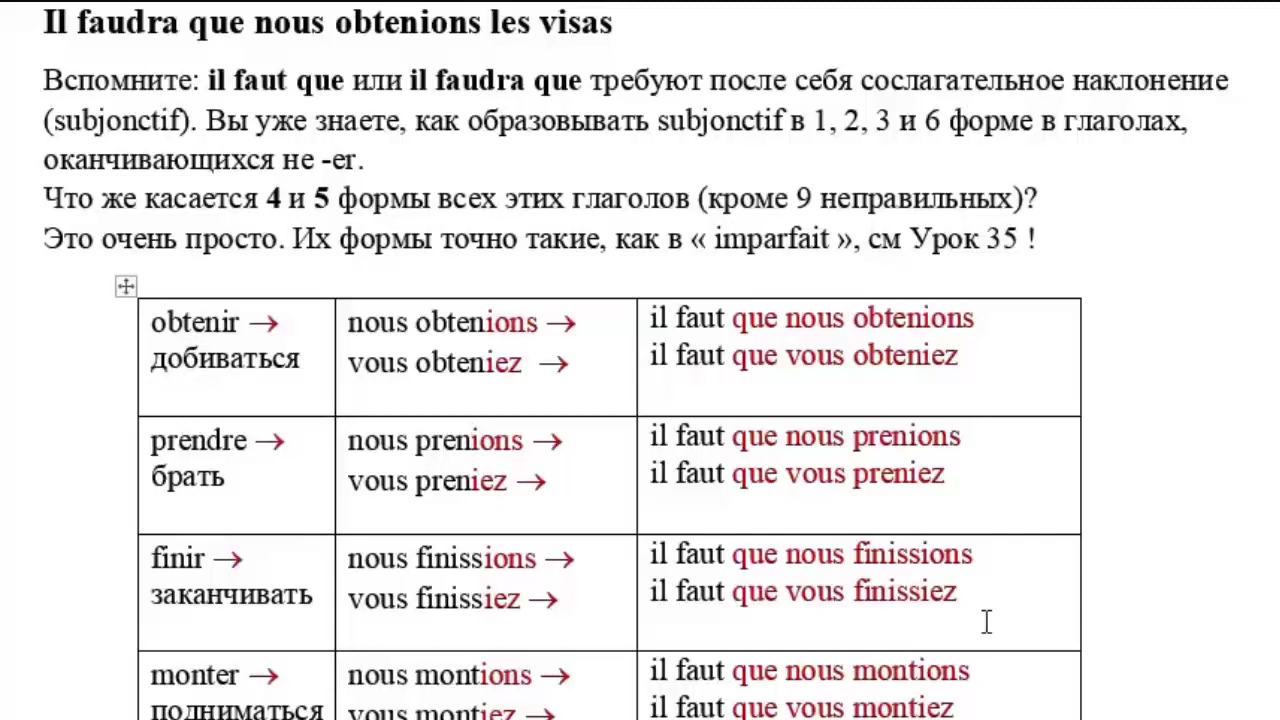 Il faudra que nous obtenions les visas
Вспомните: il faut que или il faudra que требуют после себя сослагательное наклонение
(subjonctif). Вы уже знаете, как образовывать subjonctif в 1, 2, 3 и 6 форме в глаголах,
оканчивающихся не -er.
Что же касается 4 и 5 формы всех этих глаголов (кроме 9 неправильных)?
Это очень просто. Их формы точно такие, как в « imparfait », см Урок 35 !
obtenir →
добиваться
nous obtenions →
vous obteniez →
il faut que nous obtenions
il faut que vous obteniez
prendre →
брать
nous prenions →
vous preniez →
il faut que nous prenions
il faut que vous preniez
finir →
заканчивать
nous finissions →
vous finissiez →
il faut que nous finissions
il faut que vous finissiez
monter →
подниматься
nous montions →
vous montiez →
il faut que nous montions
il faut que vous montiez